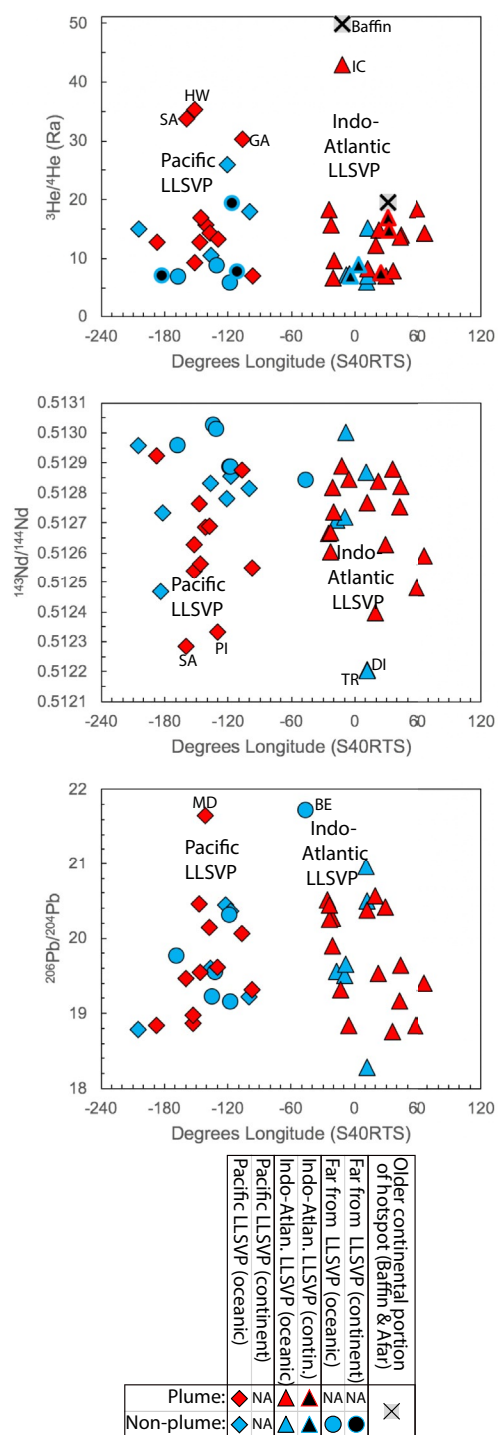 50
40
30
20
10
0
³He/⁴He (Ra)
Baffin
IC
HW
SA
GA
Pacific
LLSVP
Indo-
Atlantic
LLSVP
-240 -180 -120 -60 0 60 120
Degrees Longitude (S40RTS)
0.5131
0.5130
0.5129
0.5128
0.5127
0.5126
0.5125
0.5124
0.5123
0.5122
0.5121
¹⁴³Nd/¹⁴⁴Nd
Pacific
LLSVP
Indo-
Atlantic
LLSVP
SA
PI
TR
DI
-240 -180 -120 -60 0 60 120
Degrees Longitude (S40RTS)
22
21
20
19
18
²⁰⁶Pb/²⁰⁴Pb
MD
BE
Pacific
LLSVP
Indo-
Atlantic
LLSVP
-240 -180 -120 -60 0 60 120
Degrees Longitude (S40RTS)
Pacific LLSVP (oceanic)
Pacific LLSVP (continent)
Indo-Atlan. LLSVP (oceanic)
Indo-Atlan. LLSVP (contin.)
Far from LLSVP (oceanic)
Far from LLSVP (continent)
Older continental portion
of hotspot (Baffin & Afar)
Plume: NA NA NA
Non-plume: NA